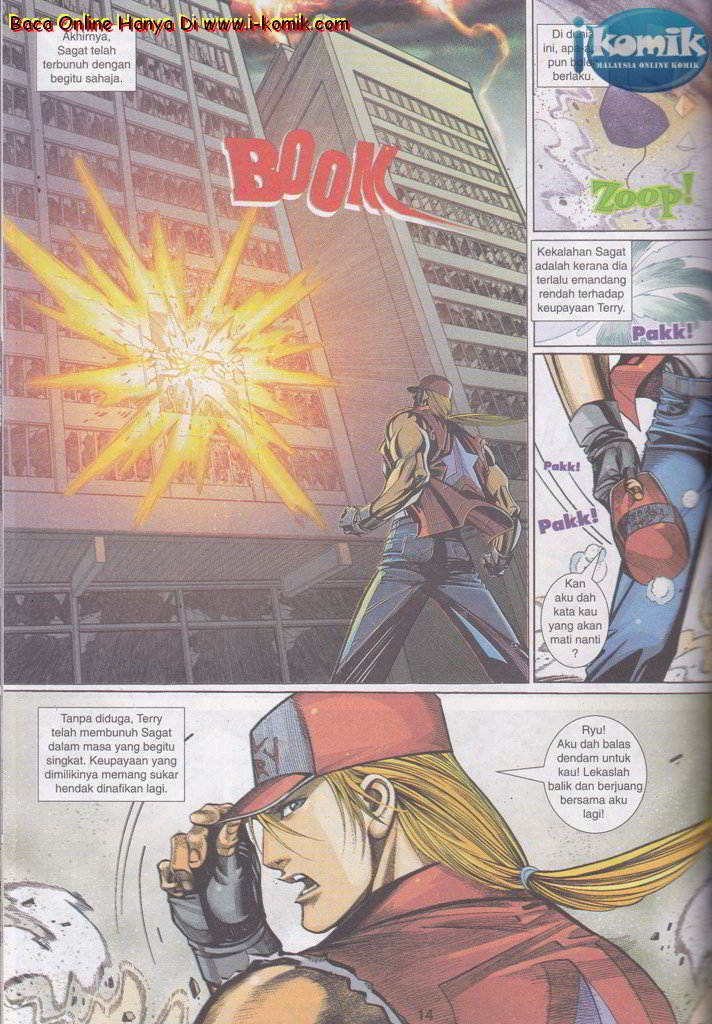 Baca Online Hanya Di www.i-komik.com
Akhirnya,
Sagat telah
terbunuh dengan
begitu sahaja.
BOOM
Di dunia
ini, apa-
pun
berlaku.
ikomik
MALAYSIA ONLINE KOMIK
Zoop!
Kekalahan Sagat
adalah kerana dia
terlalu emandang
rendah terhadap
keupayaan Terry.
Pakk!
Pakk!
Pakk!
Kan
aku dah
kata kau
yang akan
mati nanti
?
Tanpa diduga, Terry
telah membunuh Sagat
dalam masa yang begitu
singkat. Keupayaan yang
dimilikinya memang sukar
hendak dinafikan lagi.
Ryu!
Aku dah balas
dendam untuk
kau! Lekaslah
balik dan berjuang
bersama aku
lagi!
14